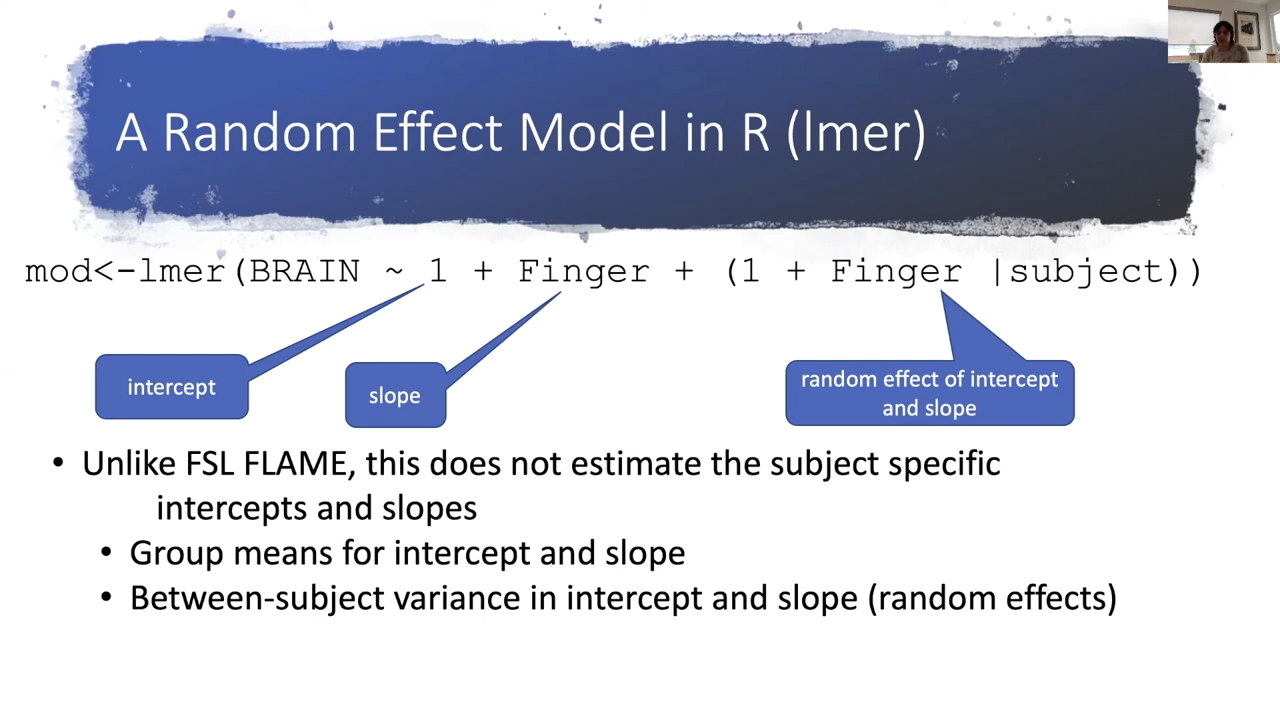 A Random Effect Model in R (lmer)
mod<-lmer(BRAIN ~ 1 + Finger + (1 + Finger |subject))
intercept
slope
random effect of intercept
and slope
• Unlike FSL FLAME, this does not estimate the subject specific
intercepts and slopes
• Group means for intercept and slope
• Between-subject variance in intercept and slope (random effects)